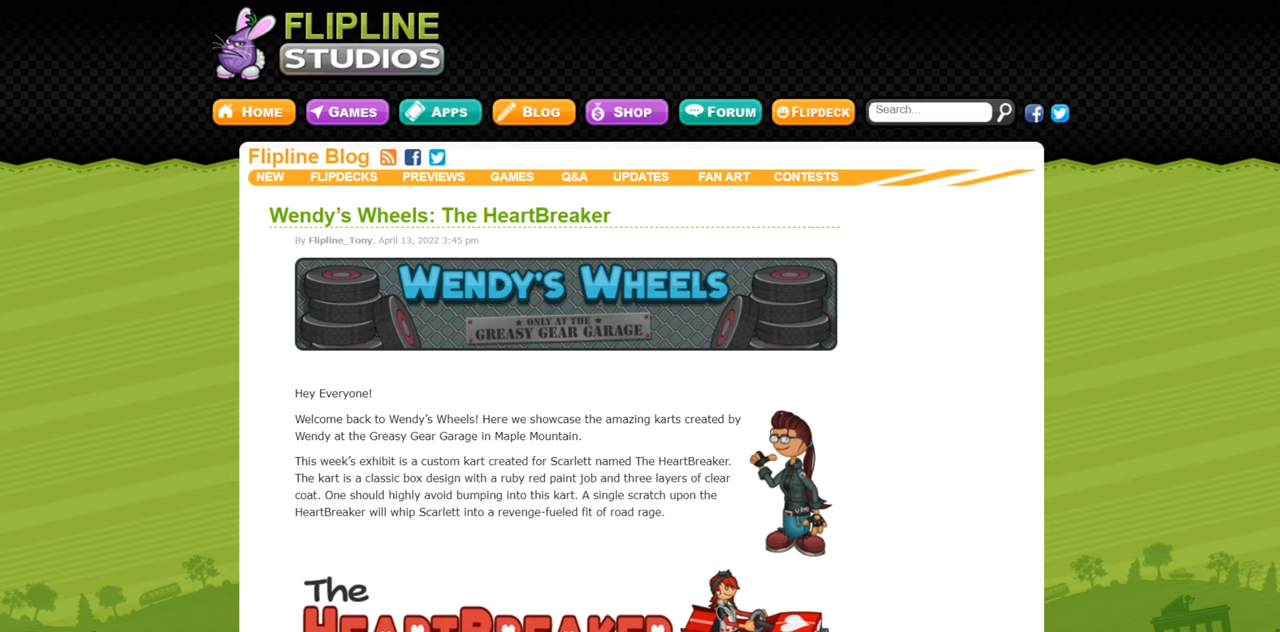 FLIPLINE
STUDIOS
HOME GAMES APPS BLOG SHOP FORUM FLIPDECK Search...
Flipline Blog
NEW FLIPDECKS PREVIEWS GAMES Q&A UPDATES FAN ART CONTESTS
Wendy's Wheels: The HeartBreaker
By Flipline_Tony, April 13, 2022 3:45 pm
WENDY'S WHEELS
ONLY AT THE
GREASY GEAR GARAGE
Hey Everyone!
Welcome back to Wendy's Wheels! Here we showcase the amazing karts created by
Wendy at the Greasy Gear Garage in Maple Mountain.
This week's exhibit is a custom kart created for Scarlett named The HeartBreaker.
The kart is a classic box design with a ruby red paint job and three layers of clear
coat. One should highly avoid bumping into this kart. A single scratch upon the
HeartBreaker will whip Scarlett into a revenge-fueled fit of road rage.
The
HEARTBREAKER